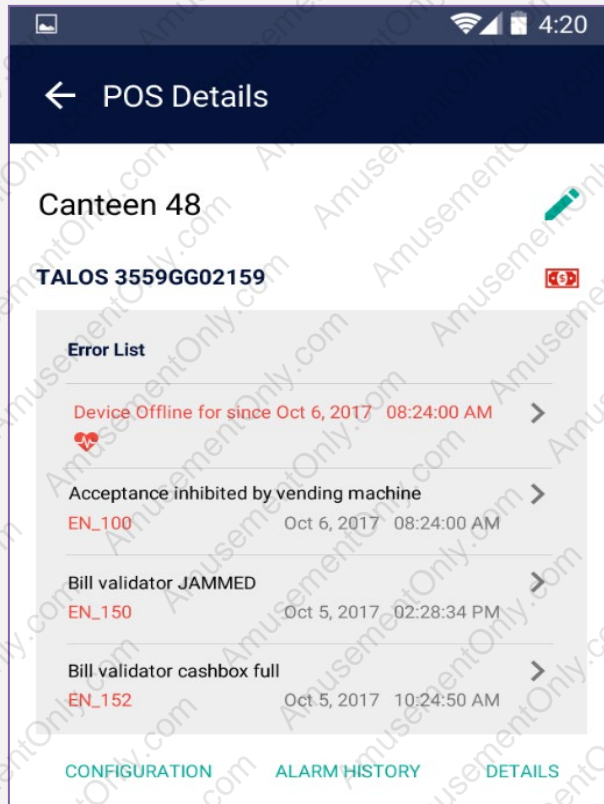 4:20
POS Details
Canteen 48
TALOS 3559GG02159
Error List
Device Offline for since Oct 6, 2017 08:24:00 AM
Acceptance inhibited by vending machine
EN_100 Oct 6, 2017 08:24:00 AM
Bill validator JAMMED
EN_150 Oct 5, 2017 02:28:34 PM
Bill validator cashbox full
EN_152 Oct 5, 2017 10:24:50 AM
CONFIGURATION ALARM HISTORY DETAILS
AmusementOnly.com